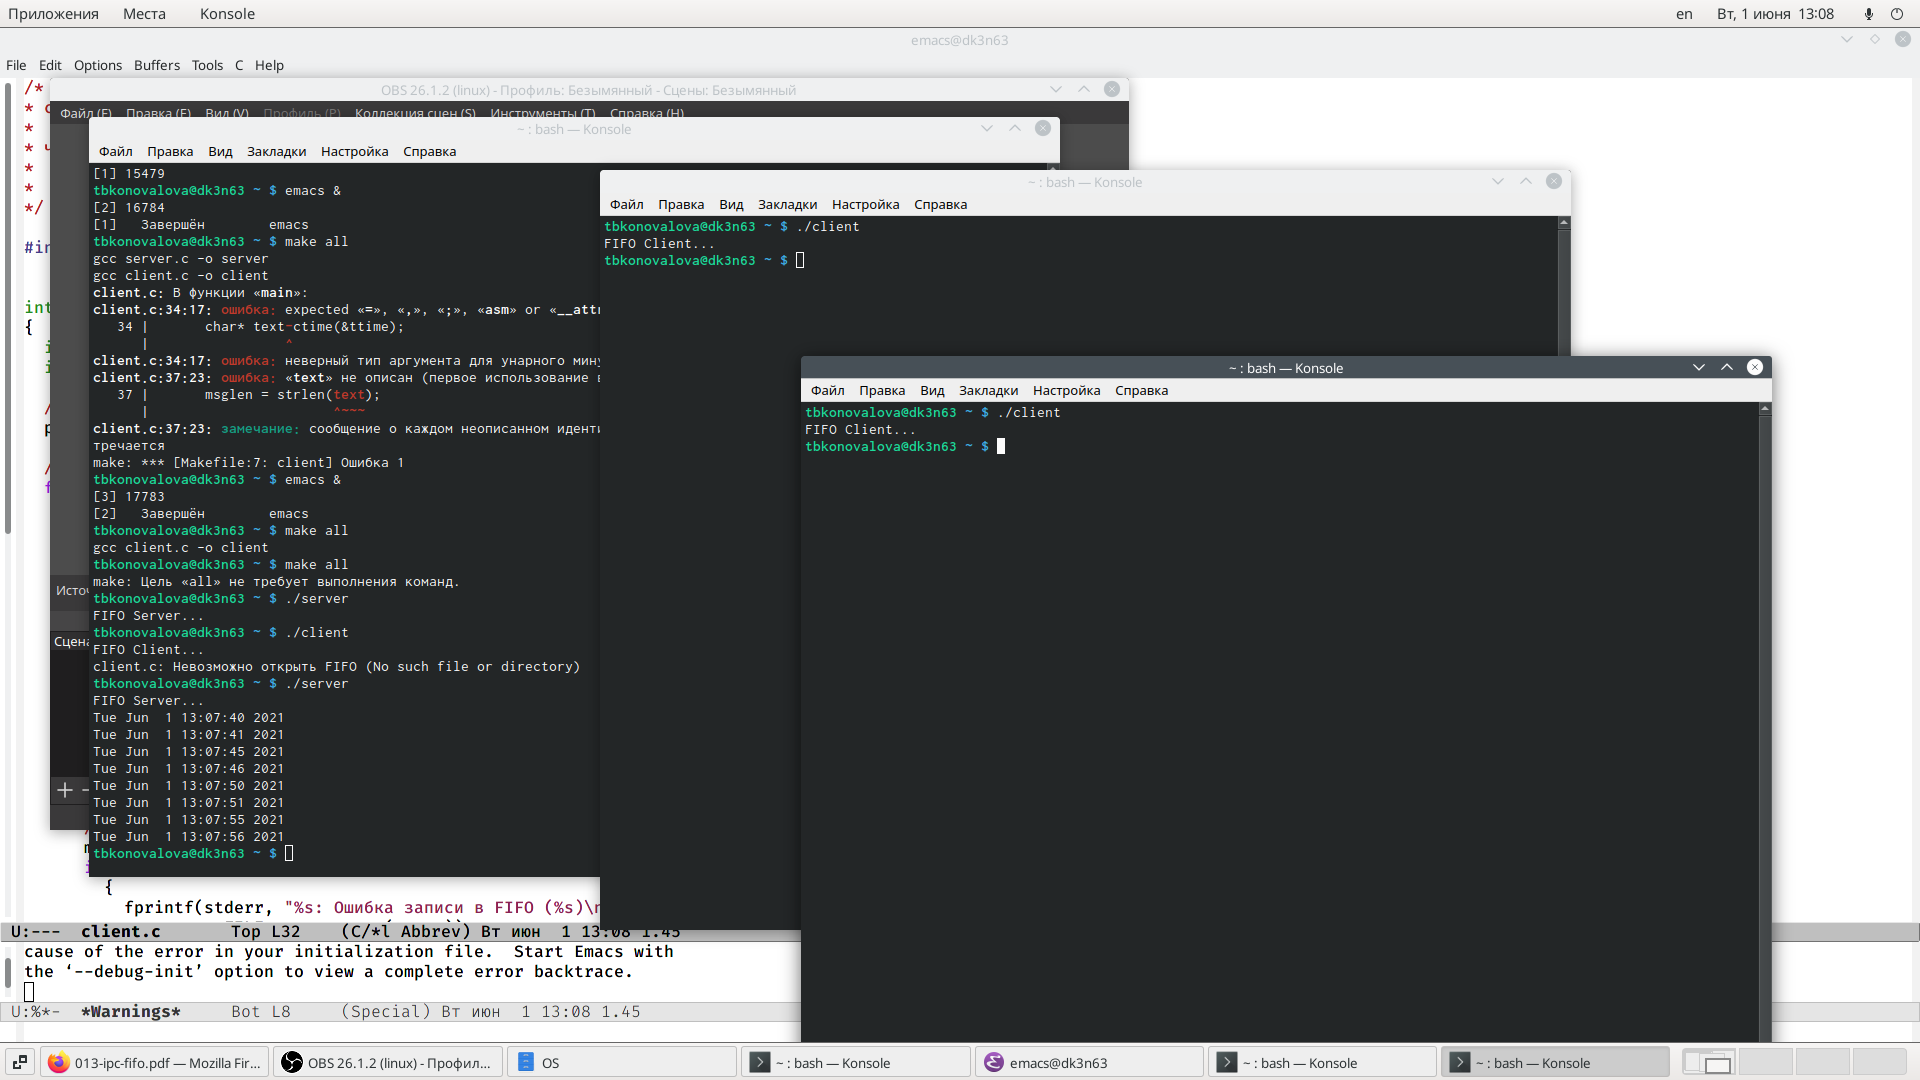 Приложения Места Konsole en Вт, 1 июня 13:08
emacs@dk3n63
File Edit Options Buffers Tools C Help
/*
*
* ч
*
*
*/
#in
int
{
OBS 26.1.2 (linux) - Профиль: Безымянный - Сцены: Безымянный
Файл (F) Правка (E) Вид (V) Профиль (P) Коллекция сцен (S) Инструменты (T) Справка (H)
Исто
Сцена
~ : bash — Konsole
Файл Правка Вид Закладки Настройка Справка
[1] 15479
tbkonovalova@dk3n63 ~ $ emacs &
[2] 16784
[1]   Завершён        emacs
tbkonovalova@dk3n63 ~ $ make all
gcc server.c -o server
gcc client.c -o client
client.c: В функции «main»:
client.c:34:17: ошибка: expected «=», «,», «;», «asm» or «__attr
34 |       char* text-ctime(&ttime);
|                 ^
client.c:34:17: ошибка: неверный тип аргумента для унарного мину
client.c:37:23: ошибка: «text» не описан (первое использование в
37 |       msglen = strlen(text);
|                       ^~~~
client.c:37:23: замечание: сообщение о каждом неописанном иденти
тречается
make: *** [Makefile:7: client] Ошибка 1
tbkonovalova@dk3n63 ~ $ emacs &
[3] 17783
[2]   Завершён        emacs
tbkonovalova@dk3n63 ~ $ make all
gcc client.c -o client
tbkonovalova@dk3n63 ~ $ make all
make: Цель «all» не требует выполнения команд.
tbkonovalova@dk3n63 ~ $ ./server
FIFO Server...
tbkonovalova@dk3n63 ~ $ ./client
FIFO Client...
client.c: Невозможно открыть FIFO (No such file or directory)
tbkonovalova@dk3n63 ~ $ ./server
FIFO Server...
Tue Jun  1 13:07:40 2021
Tue Jun  1 13:07:41 2021
Tue Jun  1 13:07:45 2021
Tue Jun  1 13:07:46 2021
Tue Jun  1 13:07:50 2021
Tue Jun  1 13:07:51 2021
Tue Jun  1 13:07:55 2021
Tue Jun  1 13:07:56 2021
tbkonovalova@dk3n63 ~ $
~ : bash — Konsole
Файл Правка Вид Закладки Настройка Справка
tbkonovalova@dk3n63 ~ $ ./client
FIFO Client...
tbkonovalova@dk3n63 ~ $
~ : bash — Konsole
Файл Правка Вид Закладки Настройка Справка
tbkonovalova@dk3n63 ~ $ ./client
FIFO Client...
tbkonovalova@dk3n63 ~ $
{
fprintf(stderr, "%s: Ошибка записи в FIFO (%s)\n
U:--- client.c Top L32 (C/*l Abbrev) Вт июн 1 13:08 1.45
cause of the error in your initialization file.  Start Emacs with
the ‘--debug-init’ option to view a complete error backtrace.
U:%*- *Warnings* Bot L8 (Special) Вт июн 1 13:08 1.45
013-ipc-fifo.pdf — Mozilla Fir... OBS 26.1.2 (linux) - Профил... OS ~ : bash — Konsole emacs@dk3n63 ~ : bash — Konsole ~ : bash — Konsole